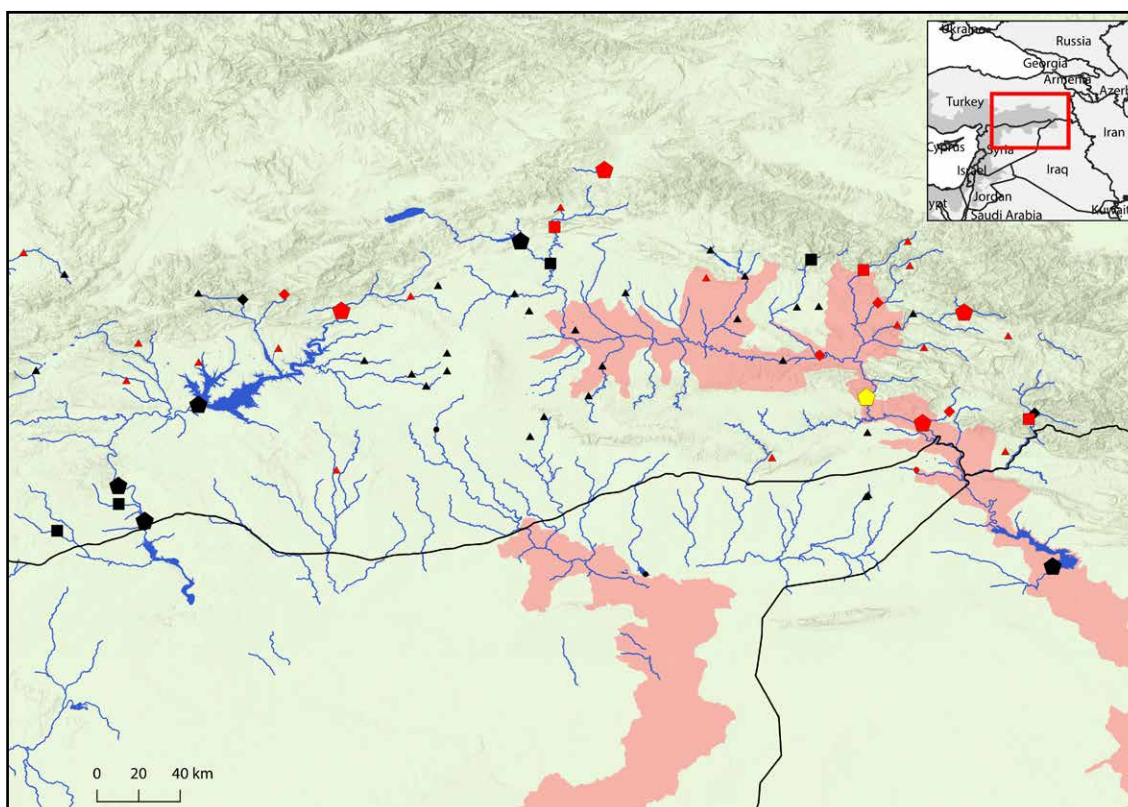 Ukraine
Russia
Georgia
Armenia
Azerb
Turkey
Iran
Cyprus
Syria
Iraq
Israel
Jordan
ypt
Kuwait
Saudi Arabia
0 20 40 km